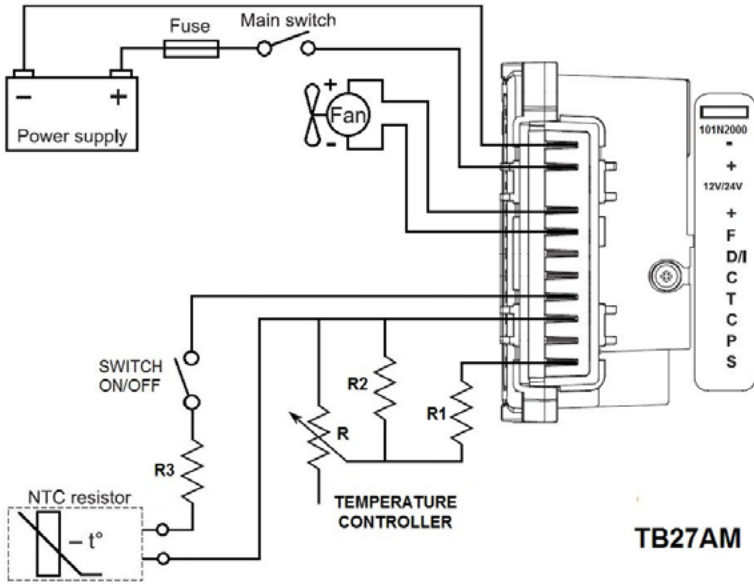 Fuse
Main switch
− +
Power supply
+
Fan
-
101N2000
-
+
12V/24V
+
F
D/I
C
T
C
P
S
SWITCH
ON/OFF
R2
R1
R
R3
NTC resistor
– t°
TEMPERATURE
CONTROLLER
TB27AM